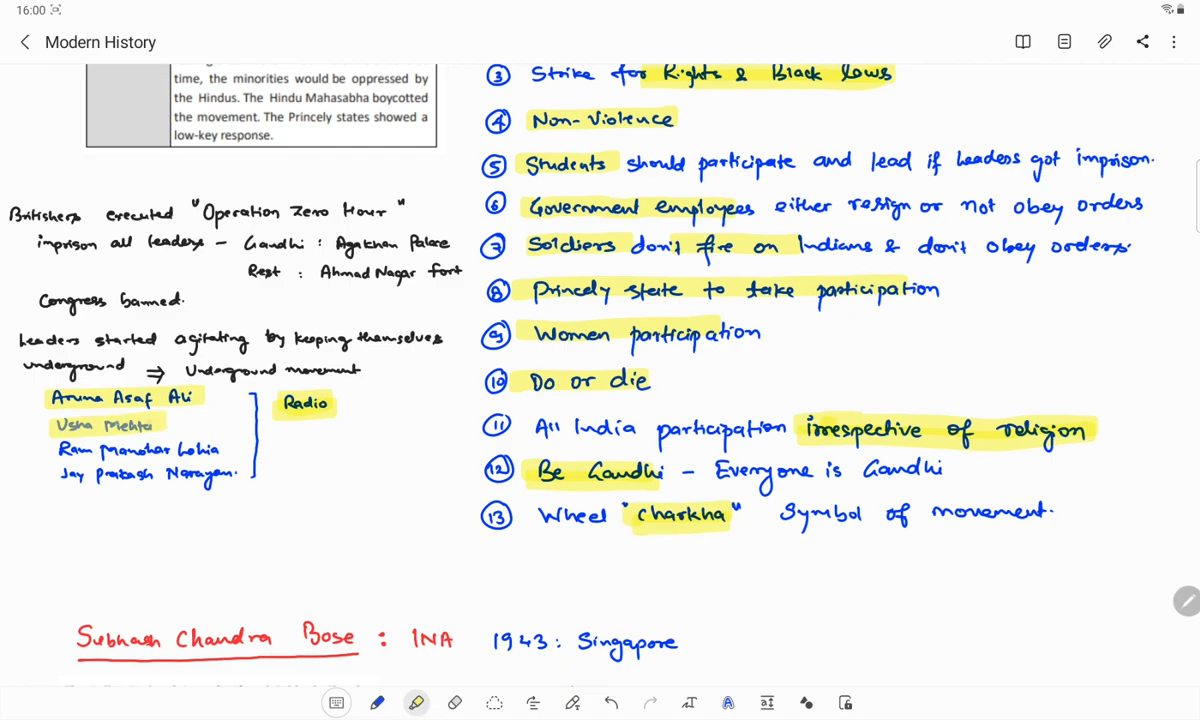 16:00
Modern History
time, the minorities would be oppressed by
the Hindus. The Hindu Mahasabha boycotted
the movement. The Princely states showed a
low-key response.
Britishers executed "Operation Zero Hour"
imprison all leaders - Gandhi : Agakhan Palace
Rest : Ahmad Nagar fort
Congress banned.
Leaders started agitating by keeping themselves
underground ⇒ Underground movement
Aruna Asaf Ali
Usha Mehta
Ram Manohar Lohia
Jay Prakash Narayan.
Radio
③ Strike for Rights & Black laws
④ Non-Violence
⑤ Students should participate and lead if leaders got imprison.
⑥ Government employees either resign or not obey orders
⑦ Soldiers don't fire on Indians & don't obey orders.
⑧ Princely state to take participation
⑨ Women participation
⑩ Do or die
⑪ All India participation irrespective of religion
⑫ Be Gandhi - Everyone is Gandhi
⑬ Wheel "Charkha" Symbol of movement.
Subhash Chandra Bose : INA 1943 : Singapore